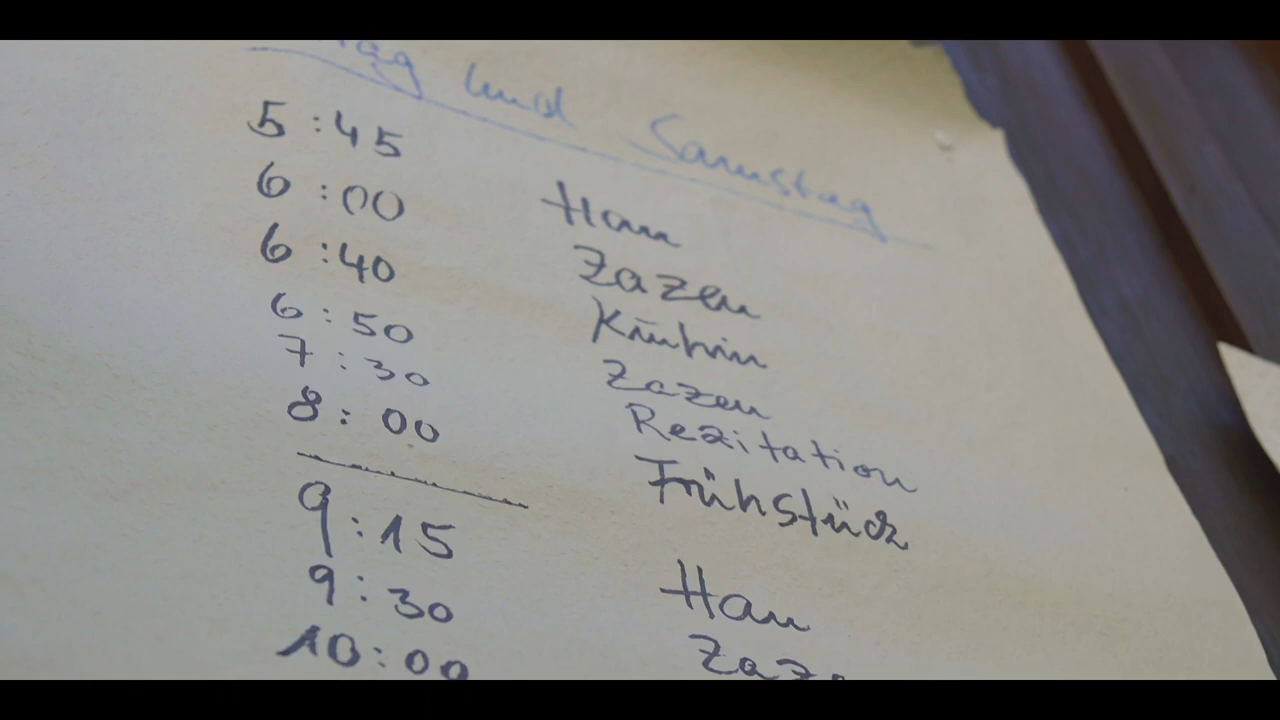 tag und Samstag
5:45 Han
6:00 Zazen
6:40 Kinhin
6:50 Zazen
7:30 Rezitation
8:00 Frühstück
9:15 Han
9:30
10:00